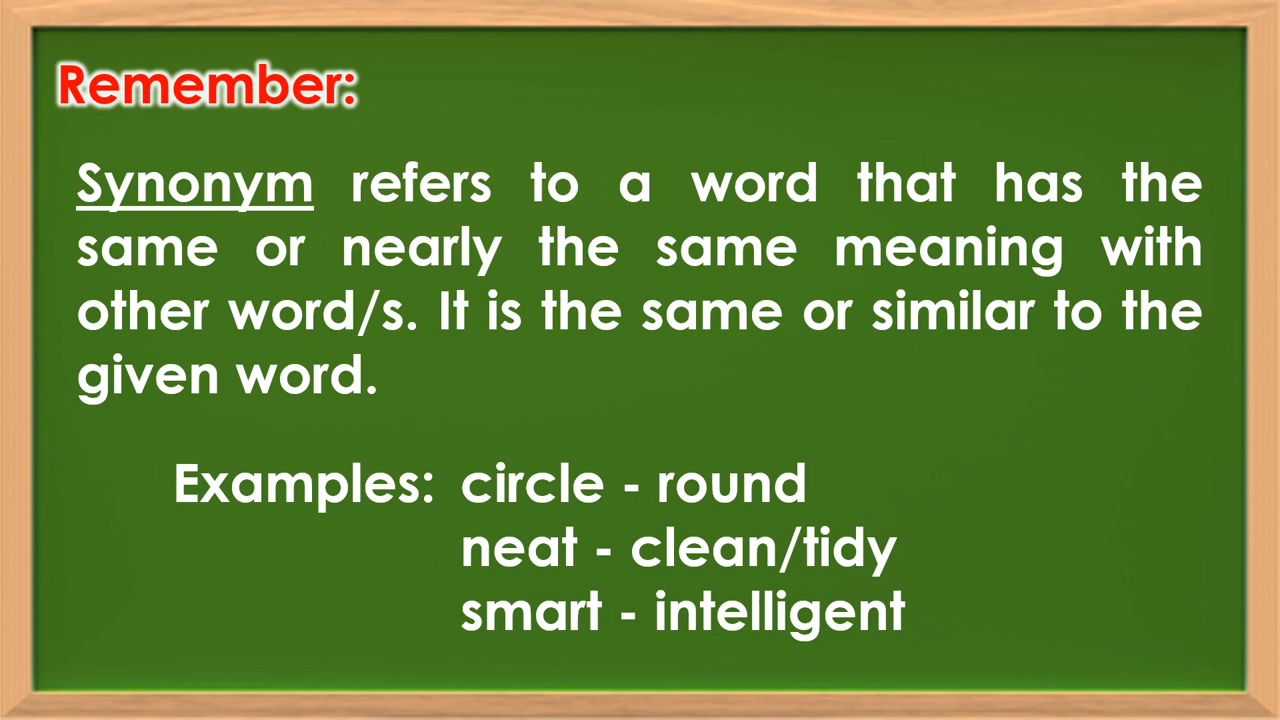 Remember:
Synonym refers to a word that has the
same or nearly the same meaning with
other word/s. It is the same or similar to the
given word.
Examples: circle - round
neat - clean/tidy
smart - intelligent